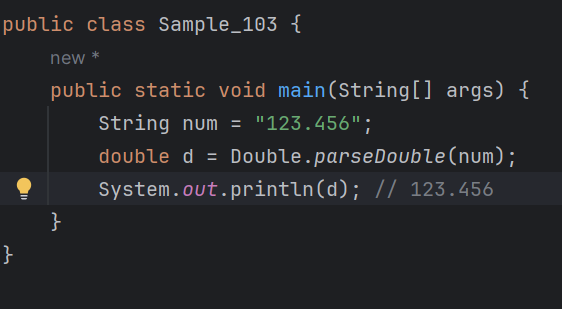 public class Sample_103 {
new *
public static void main(String[] args) {
String num = "123.456";
double d = Double.parseDouble(num);
System.out.println(d); // 123.456
}
}